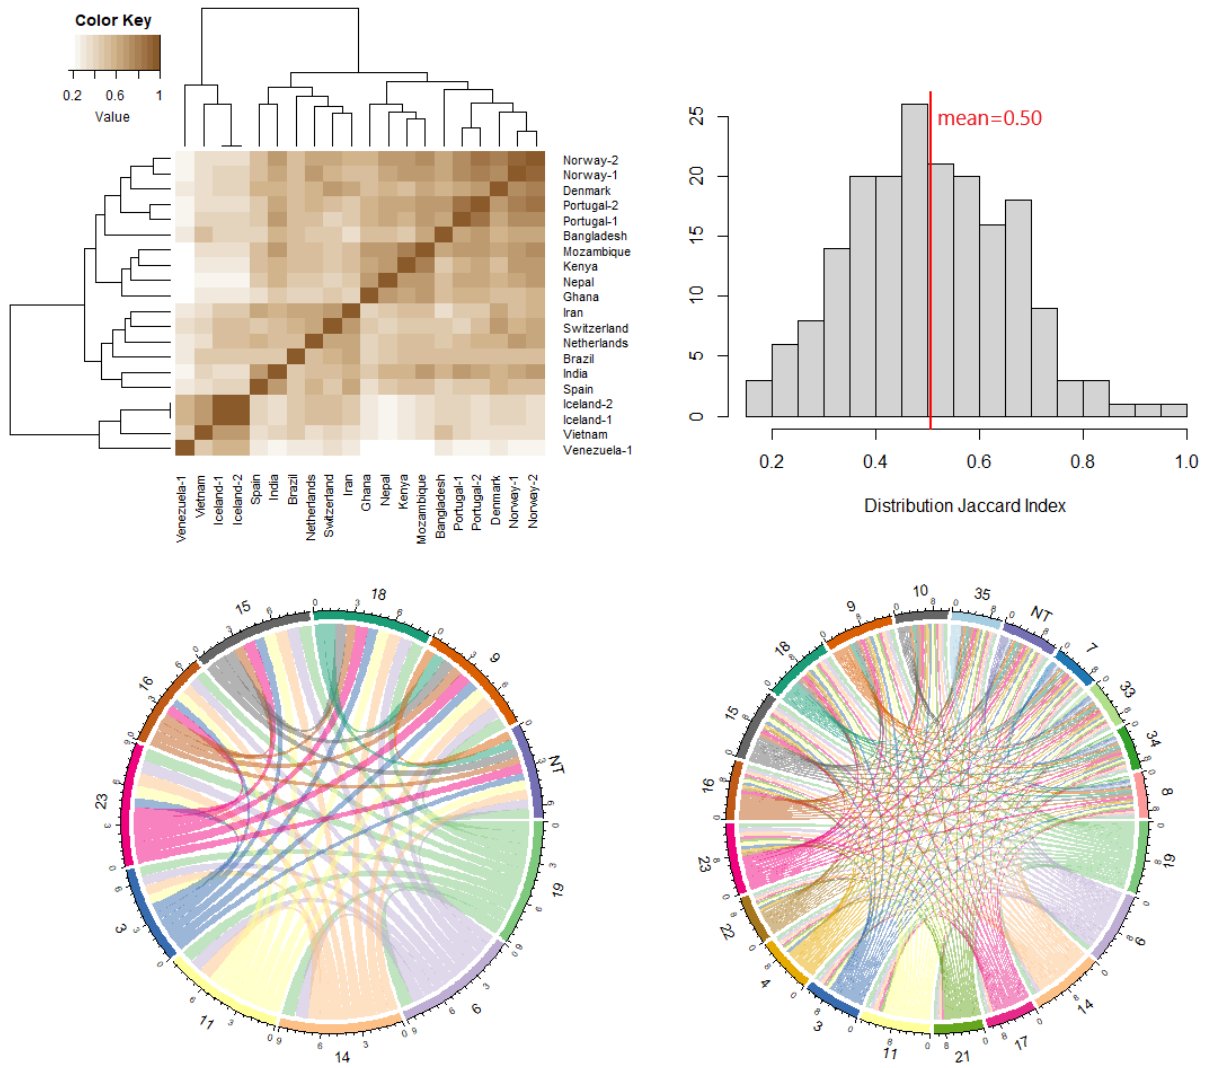 Color Key
0.2 0.6 1
Value
Norway-2
Norway-1
Denmark
Portugal-2
Portugal-1
Bangladesh
Mozambique
Kenya
Nepal
Ghana
Iran
Switzerland
Netherlands
Brazil
India
Spain
Iceland-2
Iceland-1
Vietnam
Venezuela-1
Venezuela-1
Vietnam
Iceland-1
Iceland-2
Spain
India
Brazil
Netherlands
Switzerland
Iran
Ghana
Nepal
Kenya
Mozambique
Bangladesh
Portugal-1
Portugal-2
Denmark
Norway-1
Norway-2
mean=0.50
25
20
15
10
5
0
0.2 0.4 0.6 0.8 1.0
Distribution Jaccard Index
15
18
9
NT
19
6
14
11
3
23
16
10
35
NT
7
33
34
8
19
6
14
17
21
11
3
4
22
23
16
15
18
9